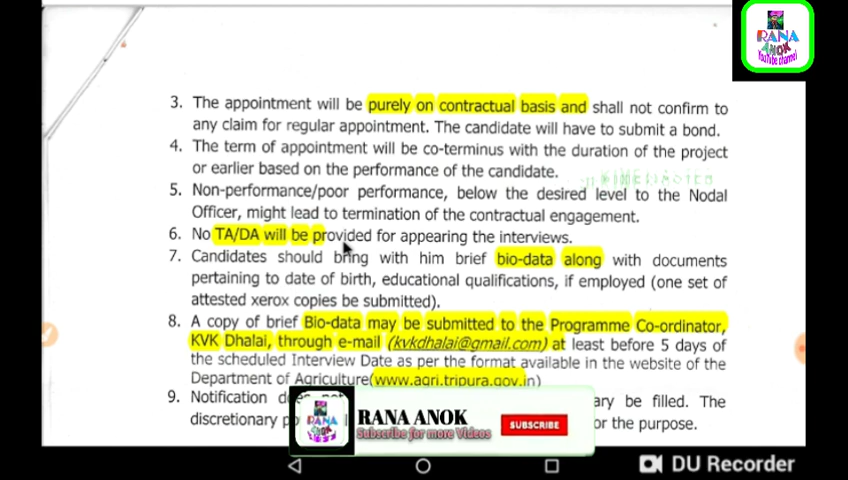 RANA
ANOK
YouTube channel
3. The appointment will be purely on contractual basis and shall not confirm to
any claim for regular appointment. The candidate will have to submit a bond.
4. The term of appointment will be co-terminus with the duration of the project
or earlier based on the performance of the candidate.
5. Non-performance/poor performance, below the desired level to the Nodal
Officer, might lead to termination of the contractual engagement.
6. No TA/DA will be provided for appearing the interviews.
7. Candidates should bring with him brief bio-data along with documents
pertaining to date of birth, educational qualifications, if employed (one set of
attested xerox copies be submitted).
8. A copy of brief Bio-data may be submitted to the Programme Co-ordinator,
KVK Dhalai, through e-mail (kvkdhalai@gmail.com) at least before 5 days of
the scheduled Interview Date as per the format available in the website of the
Department of Agriculture(www.agri.tripura.gov.in)
9. Notification be filled. The
discretionary or the purpose.
RANA ANOK
Subscribe for more Videos
SUBSCRIBE
DU Recorder